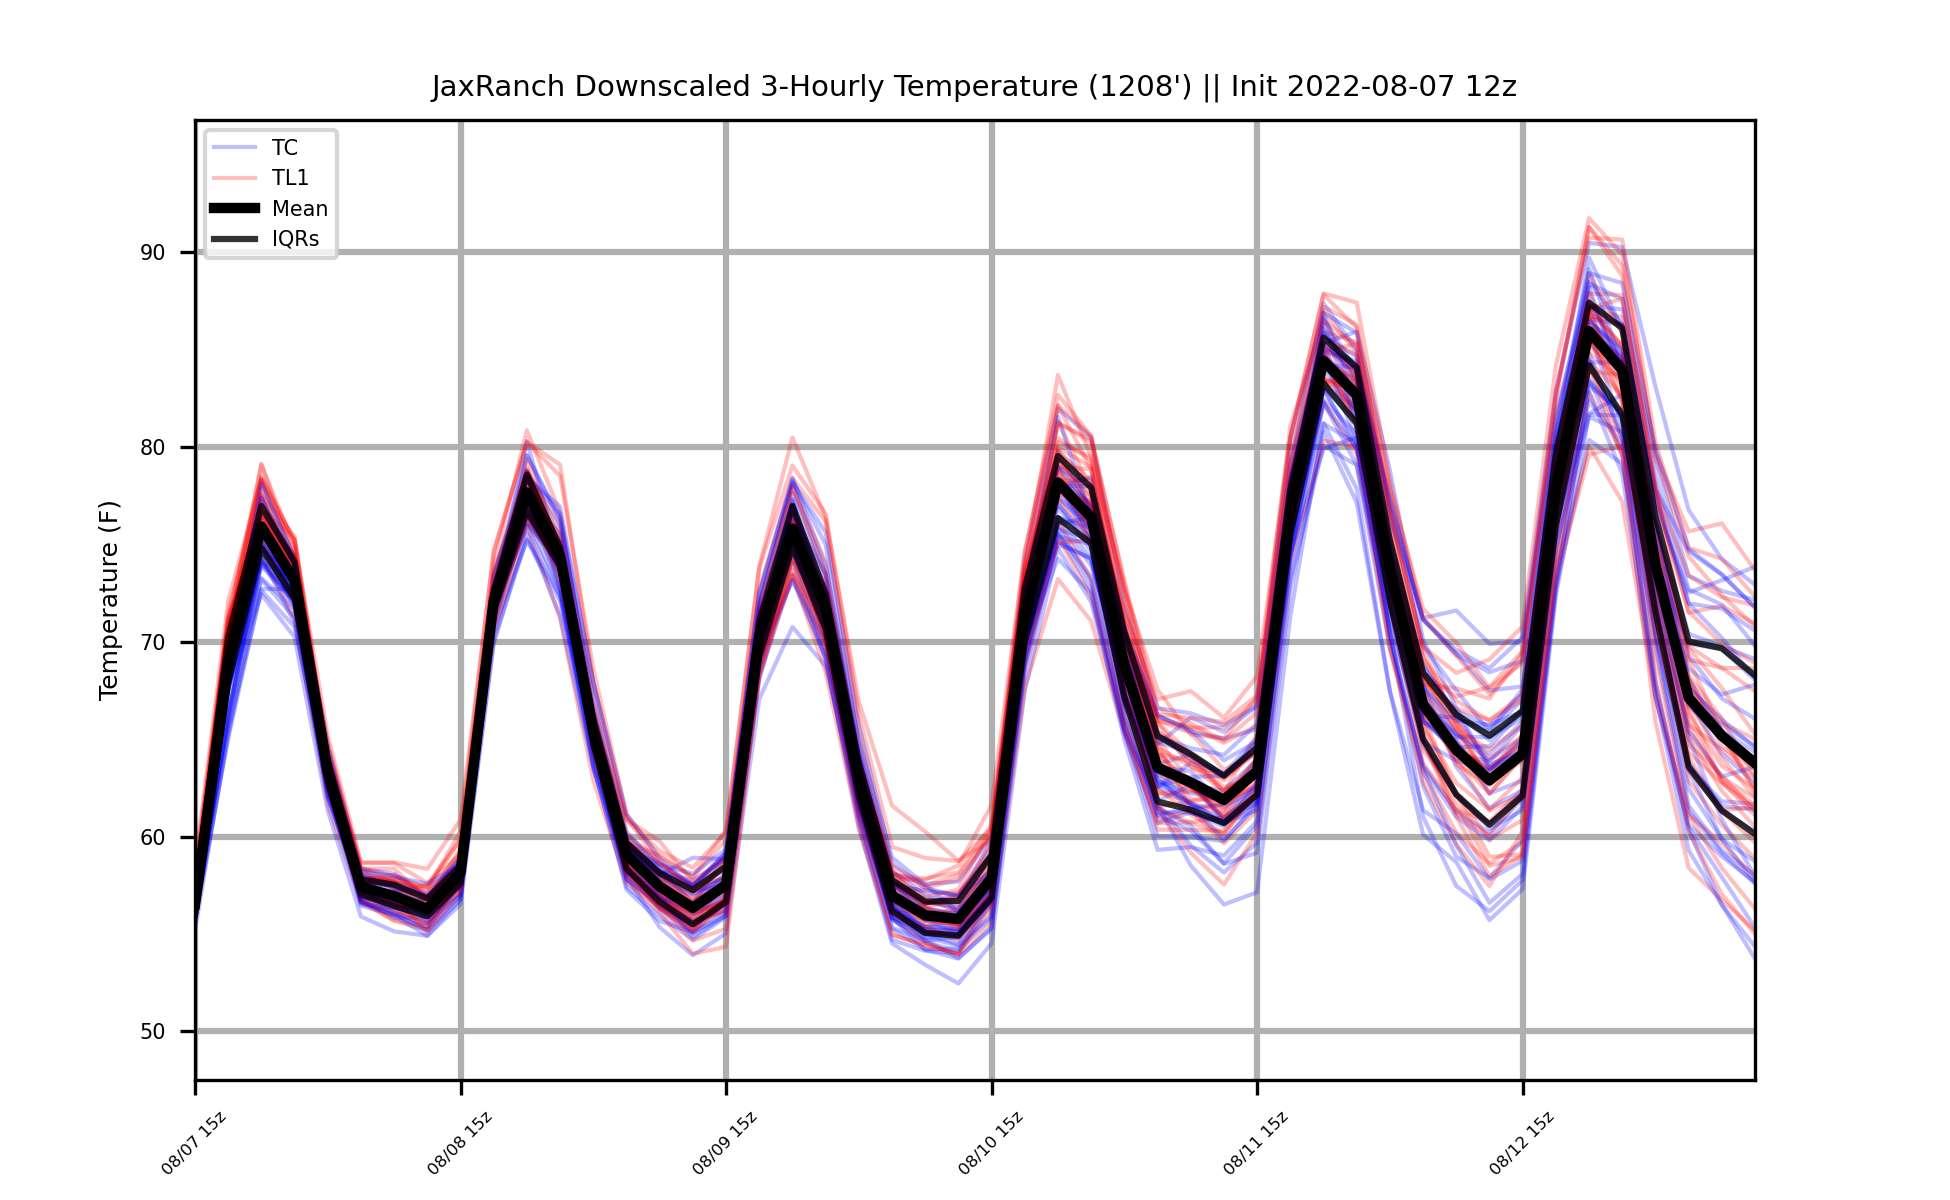 JaxRanch Downscaled 3-Hourly Temperature (1208') || Init 2022-08-07 12z
TC
TL1
Mean
IQRs
Temperature (F)
90
80
70
60
50
08/07 15z
08/08 15z
08/09 15z
08/10 15z
08/11 15z
08/12 15z